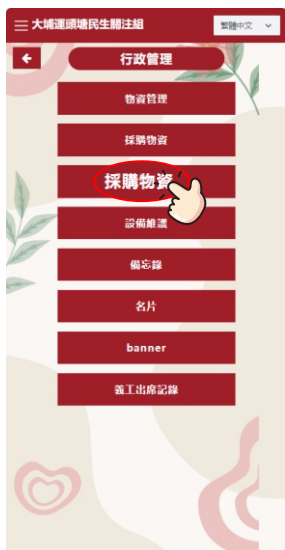 大埔運頭塘民生關注組
繁體中文
行政管理
物資管理
採購物資
採購物資
設備維護
備忘錄
名片
banner
義工出席記錄